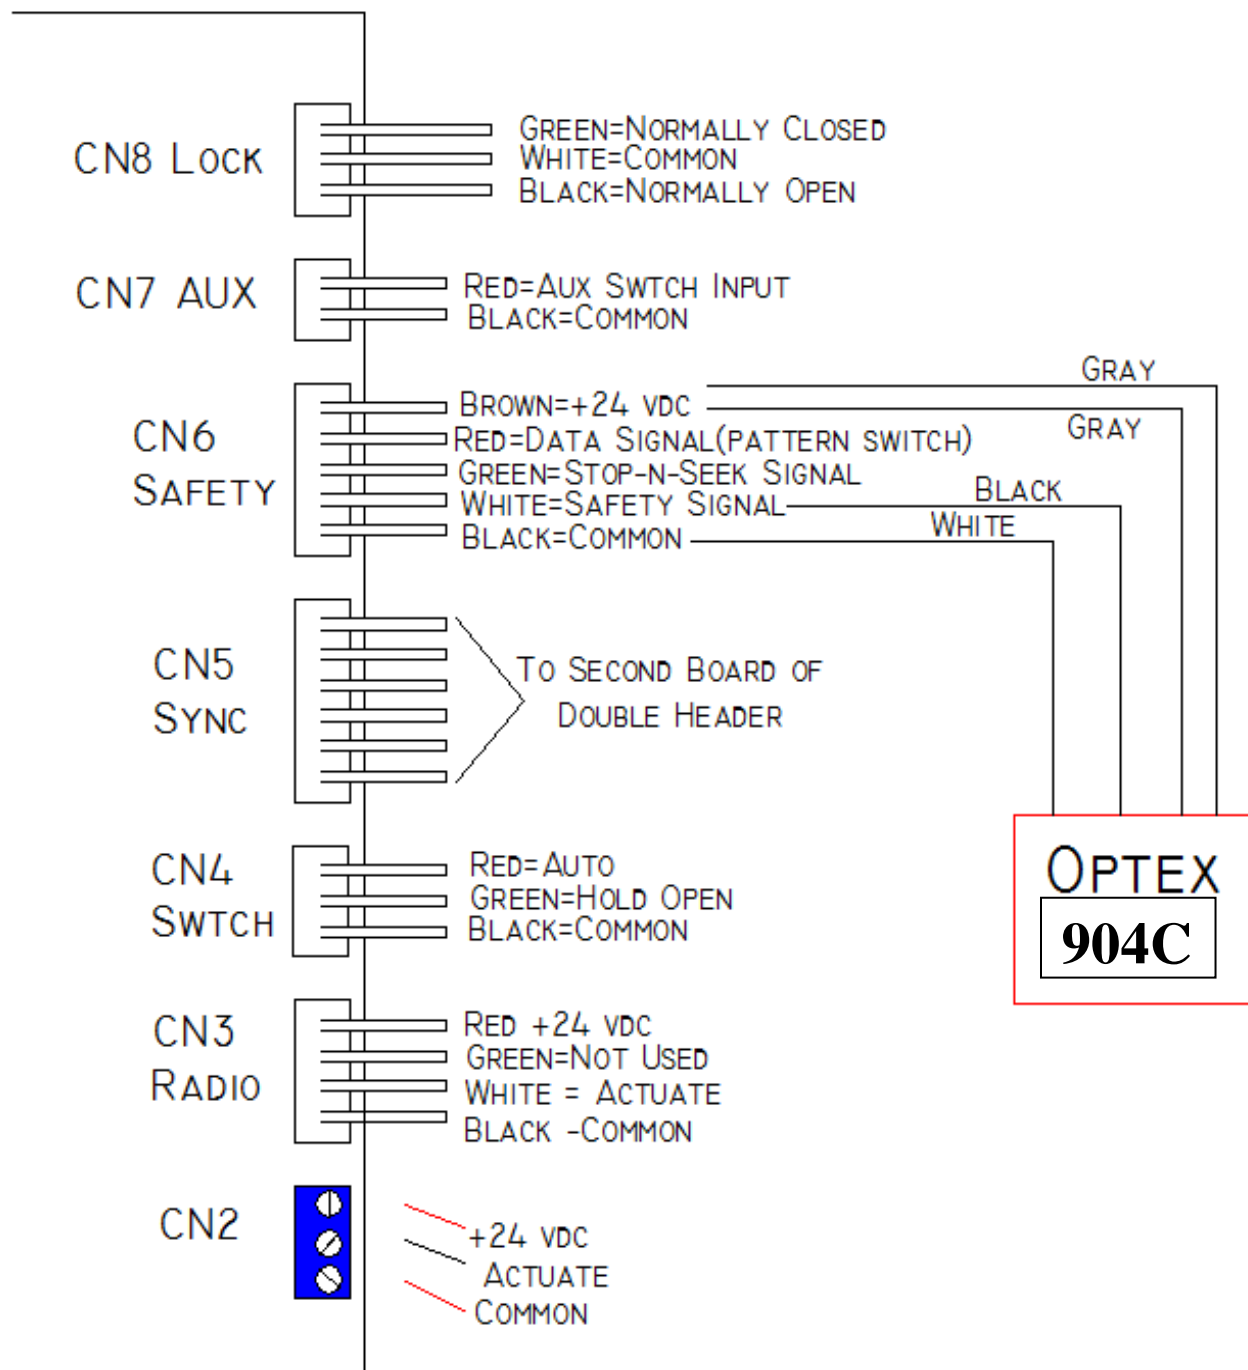 CN8 LOCK
GREEN=NORMALLY CLOSED
WHITE=COMMON
BLACK=NORMALLY OPEN
CN7 AUX
RED=AUX SWTCH INPUT
BLACK=COMMON
CN6
SAFETY
BROWN=+24 VDC
RED=DATA SIGNAL(PATTERN SWITCH)
GREEN=STOP-N-SEEK SIGNAL
WHITE=SAFETY SIGNAL
BLACK=COMMON
GRAY
GRAY
BLACK
WHITE
CN5
SYNC
TO SECOND BOARD OF
DOUBLE HEADER
OPTEX
904C
CN4
SWTCH
RED=AUTO
GREEN=HOLD OPEN
BLACK=COMMON
CN3
RADIO
RED +24 VDC
GREEN=NOT USED
WHITE = ACTUATE
BLACK -COMMON
CN2
+24 VDC
ACTUATE
COMMON